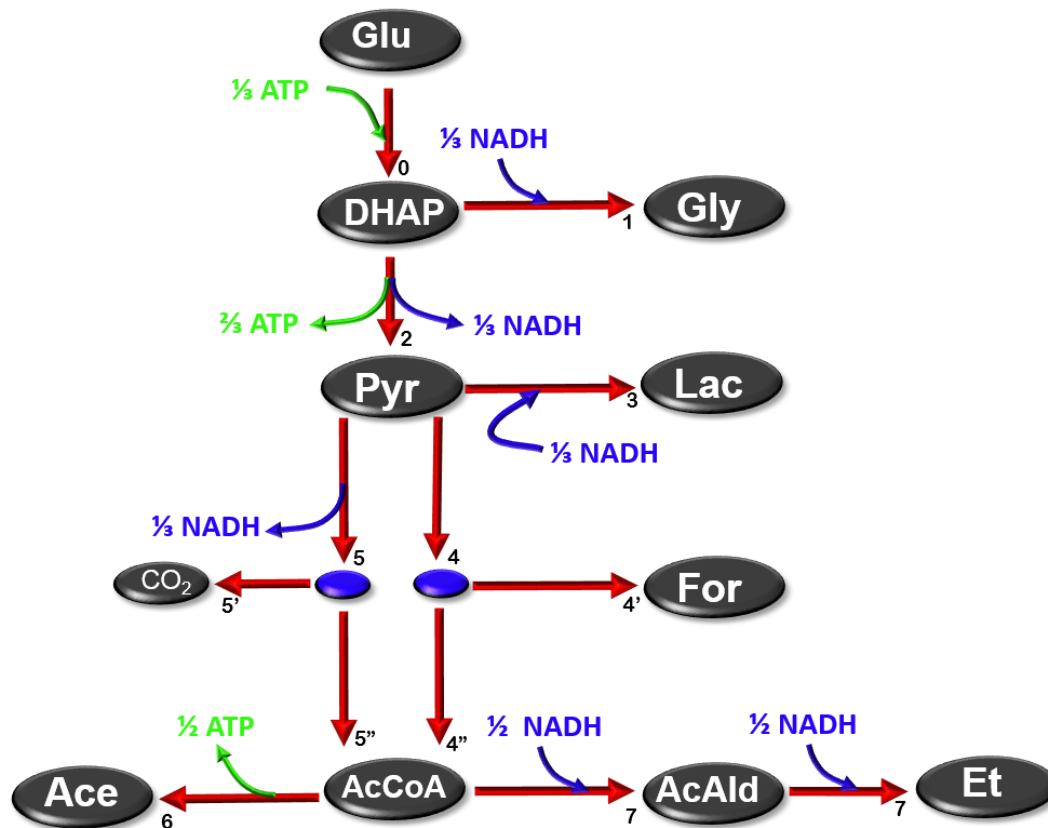 Glu
⅓ ATP
0
⅓ NADH
DHAP
1
Gly
⅔ ATP
⅓ NADH
2
Pyr
3
Lac
⅓ NADH
⅓ NADH
5
4
CO₂
5'
4'
For
½ ATP
5”
4”
½ NADH
½ NADH
Ace
6
AcCoA
7
AcAld
7
Et